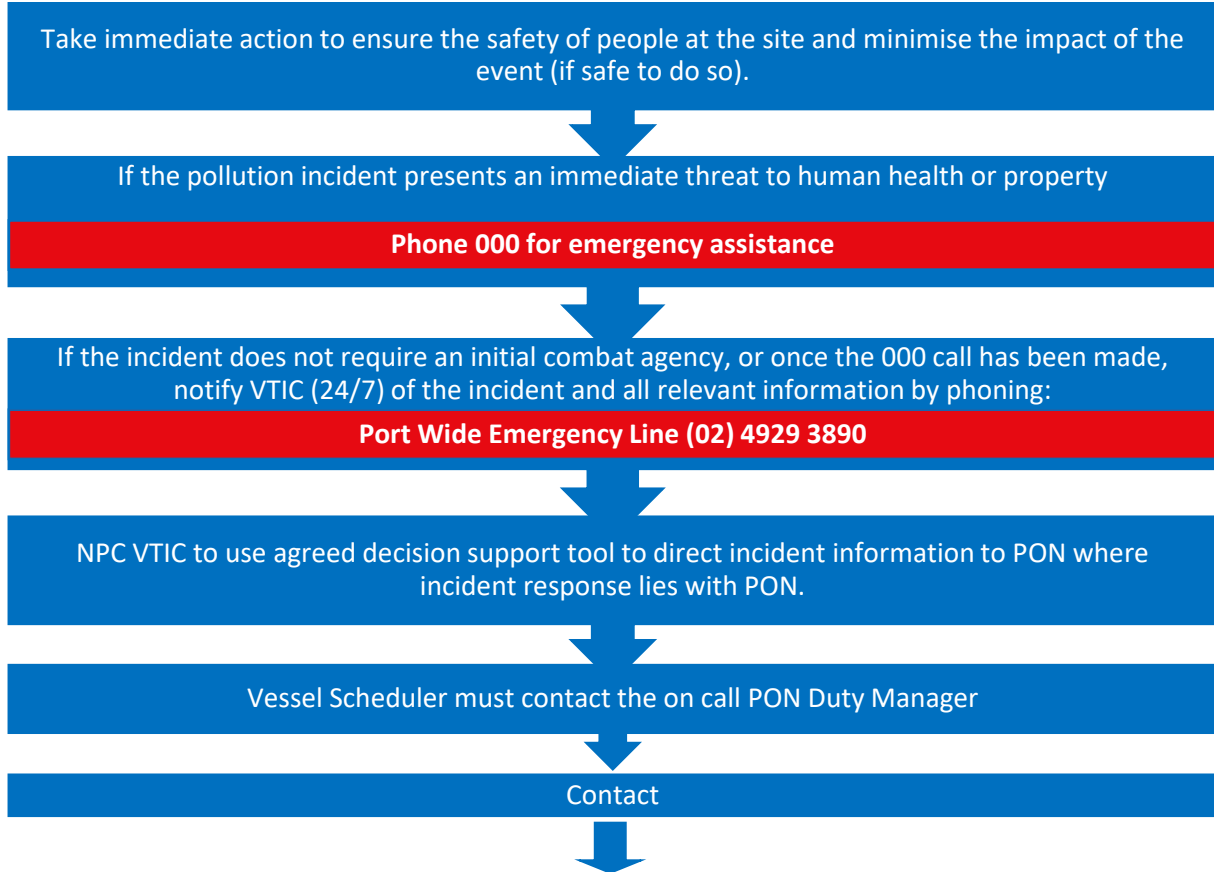 Take immediate action to ensure the safety of people at the site and minimise the impact of the
event (if safe to do so).
If the pollution incident presents an immediate threat to human health or property
Phone 000 for emergency assistance
If the incident does not require an initial combat agency, or once the 000 call has been made,
notify VTIC (24/7) of the incident and all relevant information by phoning:
Port Wide Emergency Line (02) 4929 3890
NPC VTIC to use agreed decision support tool to direct incident information to PON where
incident response lies with PON.
Vessel Scheduler must contact the on call PON Duty Manager
Contact